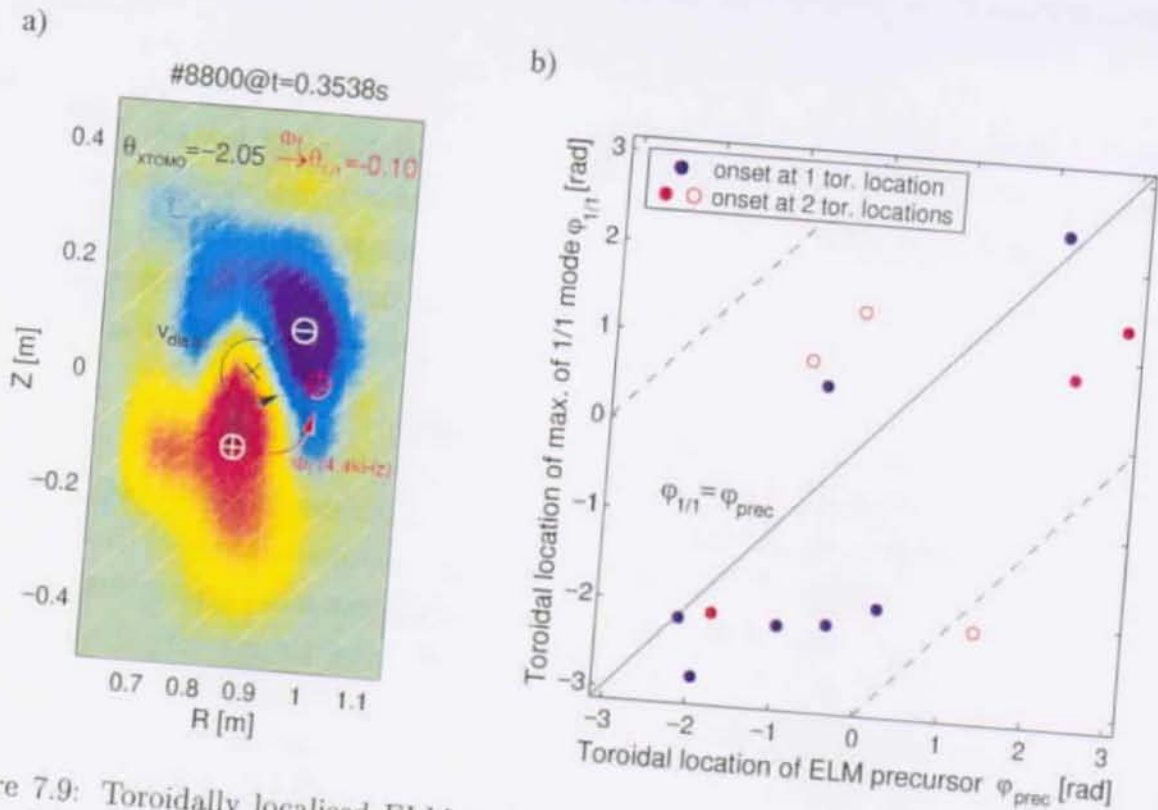 a)
#8800@t=0.3538s
θXTOMO=−2.05 Φf → θ1/1=-0.10
0.4
0.2
0
−0.2
−0.4
Z [m]
⊖
⊕
(4.4kHz)
0.7 0.8 0.9 1 1.1
R [m]
b)
onset at 1 tor. location
onset at 2 tor. locations
3
2
1
0
−1
−2
−3
Toroidal location of max. of 1/1 mode φ1/1 [rad]
φ1/1=φprec
−3 −2 −1 0 1 2 3
Toroidal location of ELM precursor φprec [rad]
7.9: Toroidally localised ELM